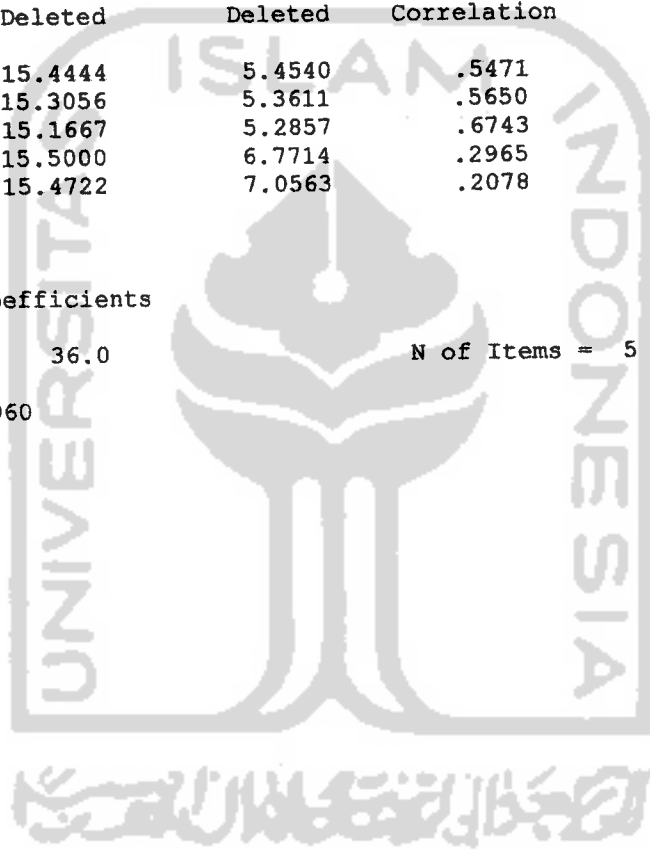 Deleted Deleted Correlation
15.4444 5.4540 .5471
15.3056 5.3611 .5650
15.1667 5.2857 .6743
15.5000 6.7714 .2965
15.4722 7.0563 .2078
efficients
36.0 N of Items = 5
960
ISLAM
UNIVERSITAS
INDONESIA